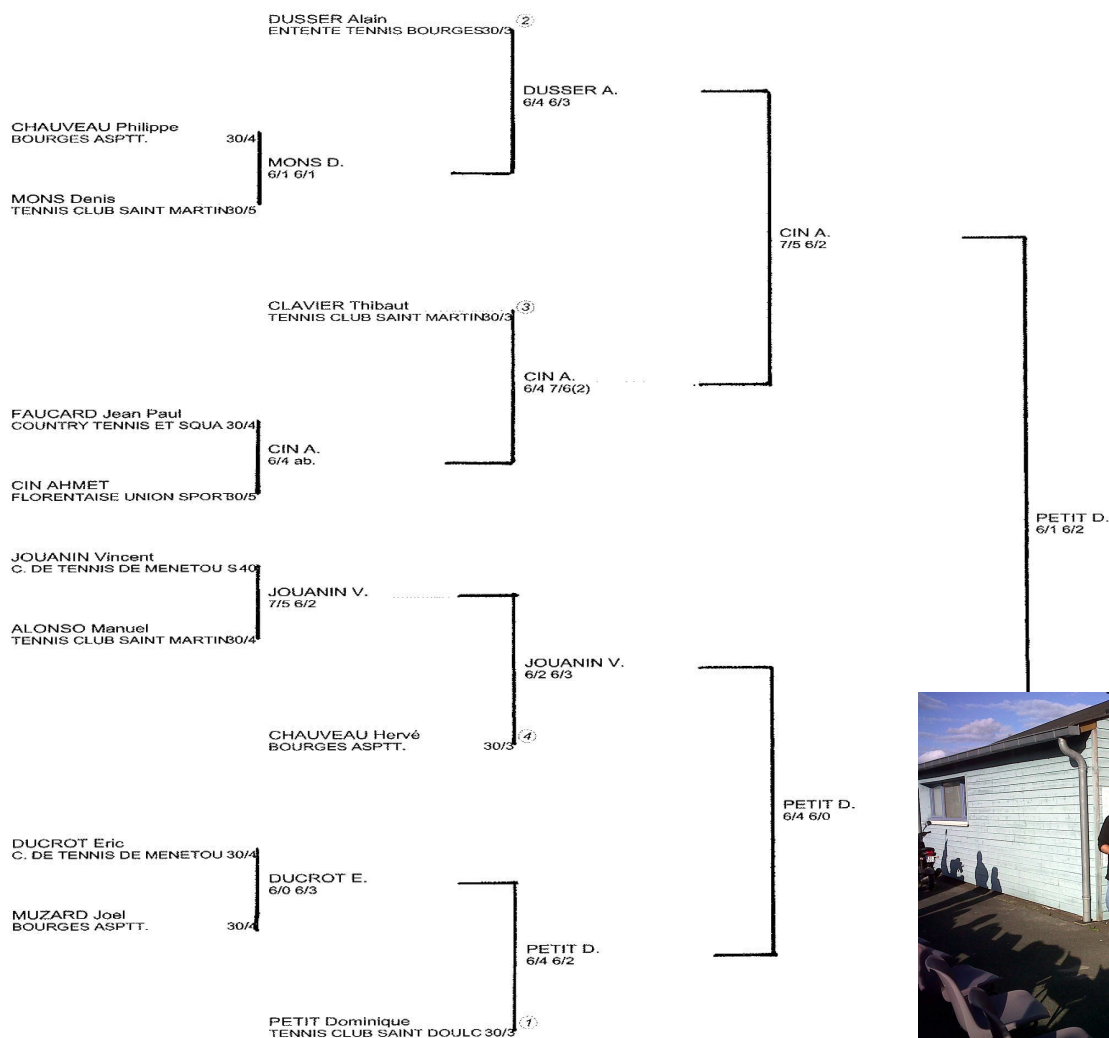 DUSSER Alain
ENTENTE TENNIS BOURGES30/3 2
DUSSER A.
6/4 6/3
CHAUVEAU Philippe
BOURGES ASPTT. 30/4
MONS D.
6/1 6/1
MONS Denis
TENNIS CLUB SAINT MARTIN30/5
CIN A.
7/5 6/2
CLAVIER Thibaut
TENNIS CLUB SAINT MARTIN30/3 3
CIN A.
6/4 7/6(2)
FAUCARD Jean Paul
COUNTRY TENNIS ET SQUA 30/4
CIN A.
6/4 ab.
CIN AHMET
FLORENTAISE UNION SPORT30/5
PETIT D.
6/1 6/2
JOUANIN Vincent
C. DE TENNIS DE MENETOU S40
JOUANIN V.
7/5 6/2
ALONSO Manuel
TENNIS CLUB SAINT MARTIN30/4
JOUANIN V.
6/2 6/3
CHAUVEAU Hervé
BOURGES ASPTT. 30/3 4
PETIT D.
6/4 6/0
DUCROT Eric
C. DE TENNIS DE MENETOU 30/4
DUCROT E.
6/0 6/3
MUZARD Joel
BOURGES ASPTT. 30/4
PETIT D.
6/4 6/2
PETIT Dominique
TENNIS CLUB SAINT DOULC 30/3 1